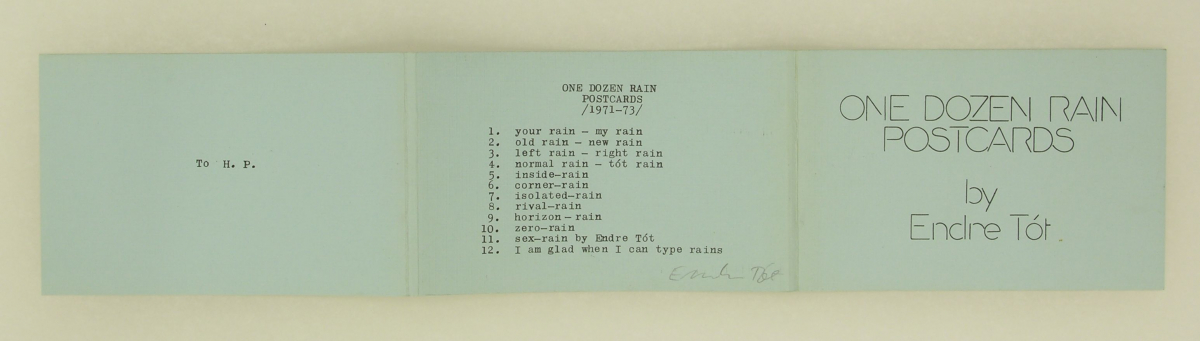 To H. P.
ONE DOZEN RAIN
POSTCARDS
/1971-73/
1. your rain – my rain
2. old rain – new rain
3. left rain – right rain
4. normal rain – tót rain
5. inside-rain
6. corner-rain
7. isolated-rain
8. rival-rain
9. horizon – rain
10. zero-rain
11. sex-rain by Endre Tót
12. I am glad when I can type rains
Endre Tót
ONE DOZEN RAIN
POSTCARDS
by
Endre Tót